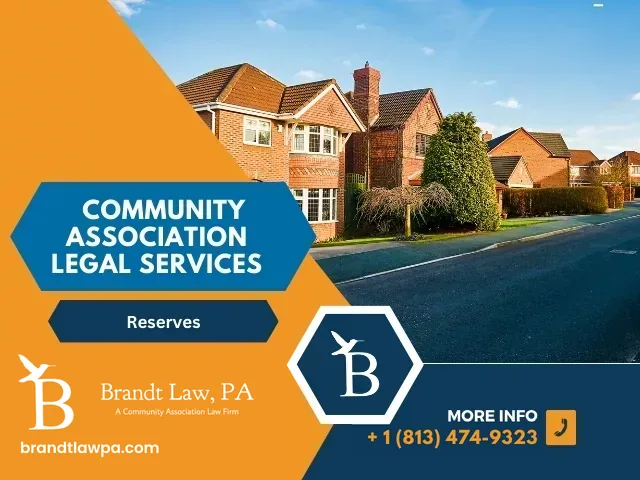 COMMUNITY
ASSOCIATION
LEGAL SERVICES
Reserves
B
Brandt Law, PA
A Community Association Law Firm
brandtlawpa.com
B
MORE INFO
+ 1 (813) 474-9323